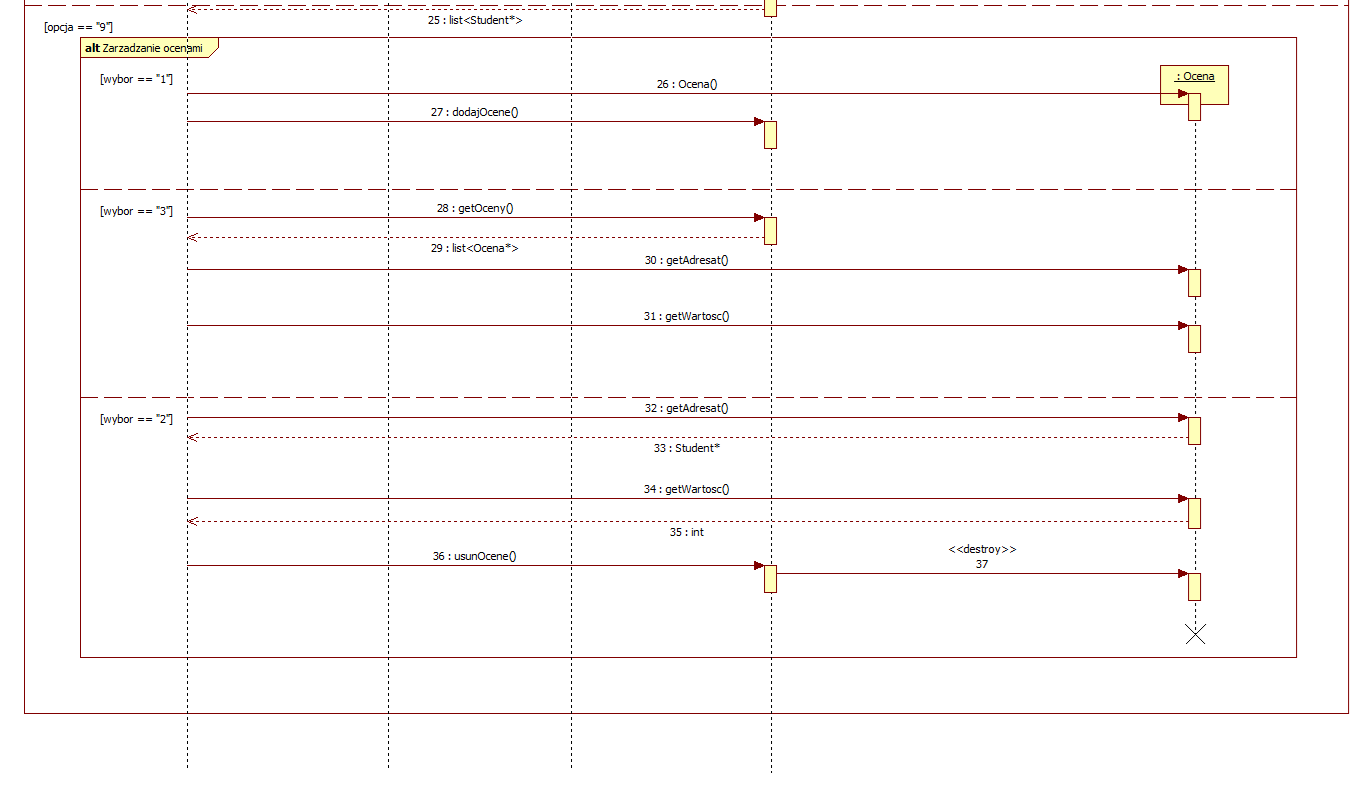 25 : list<Student*>
[opcja == "9"]
alt Zarzadzanie ocenami
[wybor == "1"]
: Ocena
26 : Ocena()
27 : dodajOcene()
[wybor == "3"]
28 : getOceny()
29 : list<Ocena*>
30 : getAdresat()
31 : getWartosc()
[wybor == "2"]
32 : getAdresat()
33 : Student*
34 : getWartosc()
35 : int
36 : usunOcene()
<<destroy>>
37